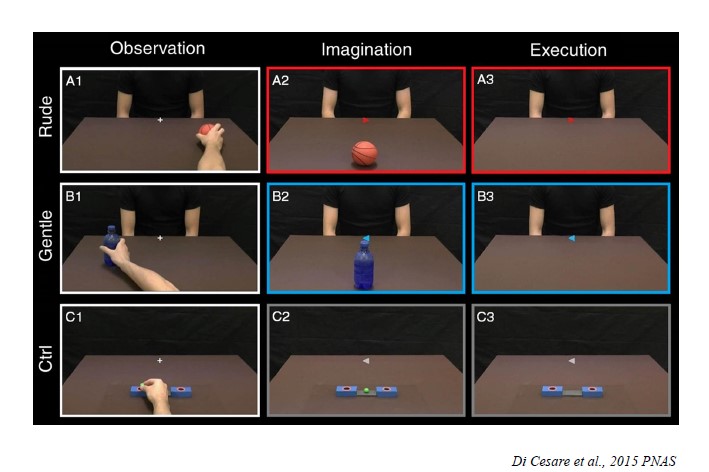 Observation Imagination Execution
Rude
A1 A2 A3
Gentle
B1 B2 B3
Ctrl
C1 C2 C3
Di Cesare et al., 2015 PNAS